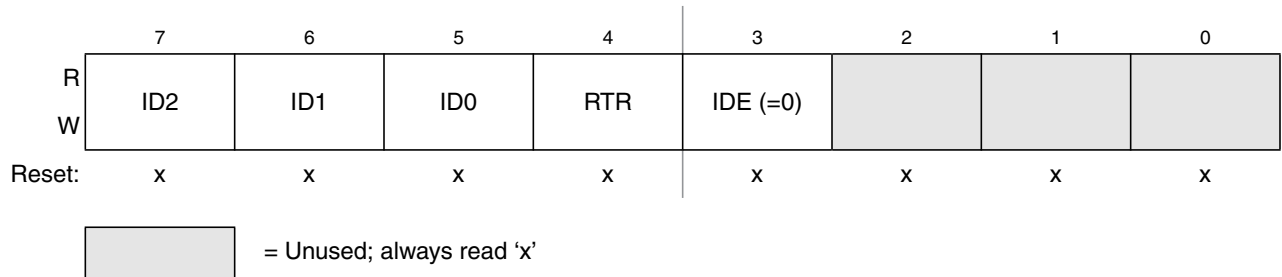 7 6 5 4 3 2 1 0
R
ID2 ID1 ID0 RTR IDE (=0)
W
Reset: x x x x x x x x
= Unused; always read ‘x’